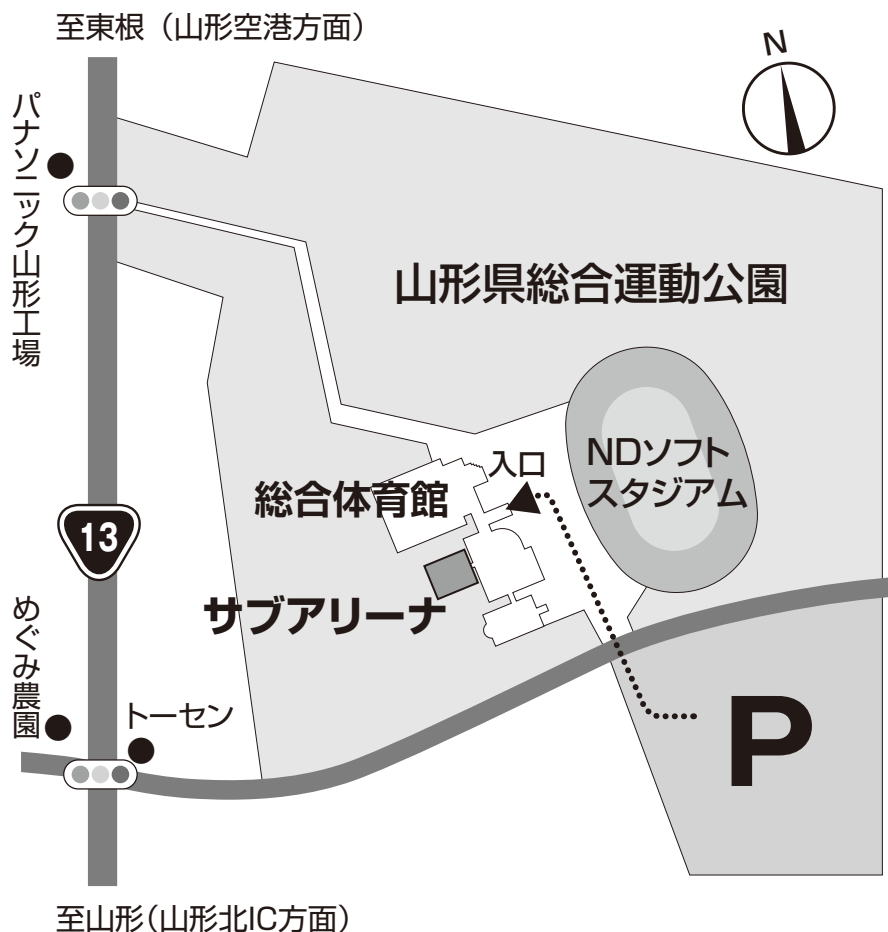 至東根（山形空港方面）
N
パナソニック山形工場
山形県総合運動公園
NDソフト
スタジアム
入口
総合体育館
13
サブアリーナ
めぐみ農園
トーセン
P
至山形（山形北IC方面）